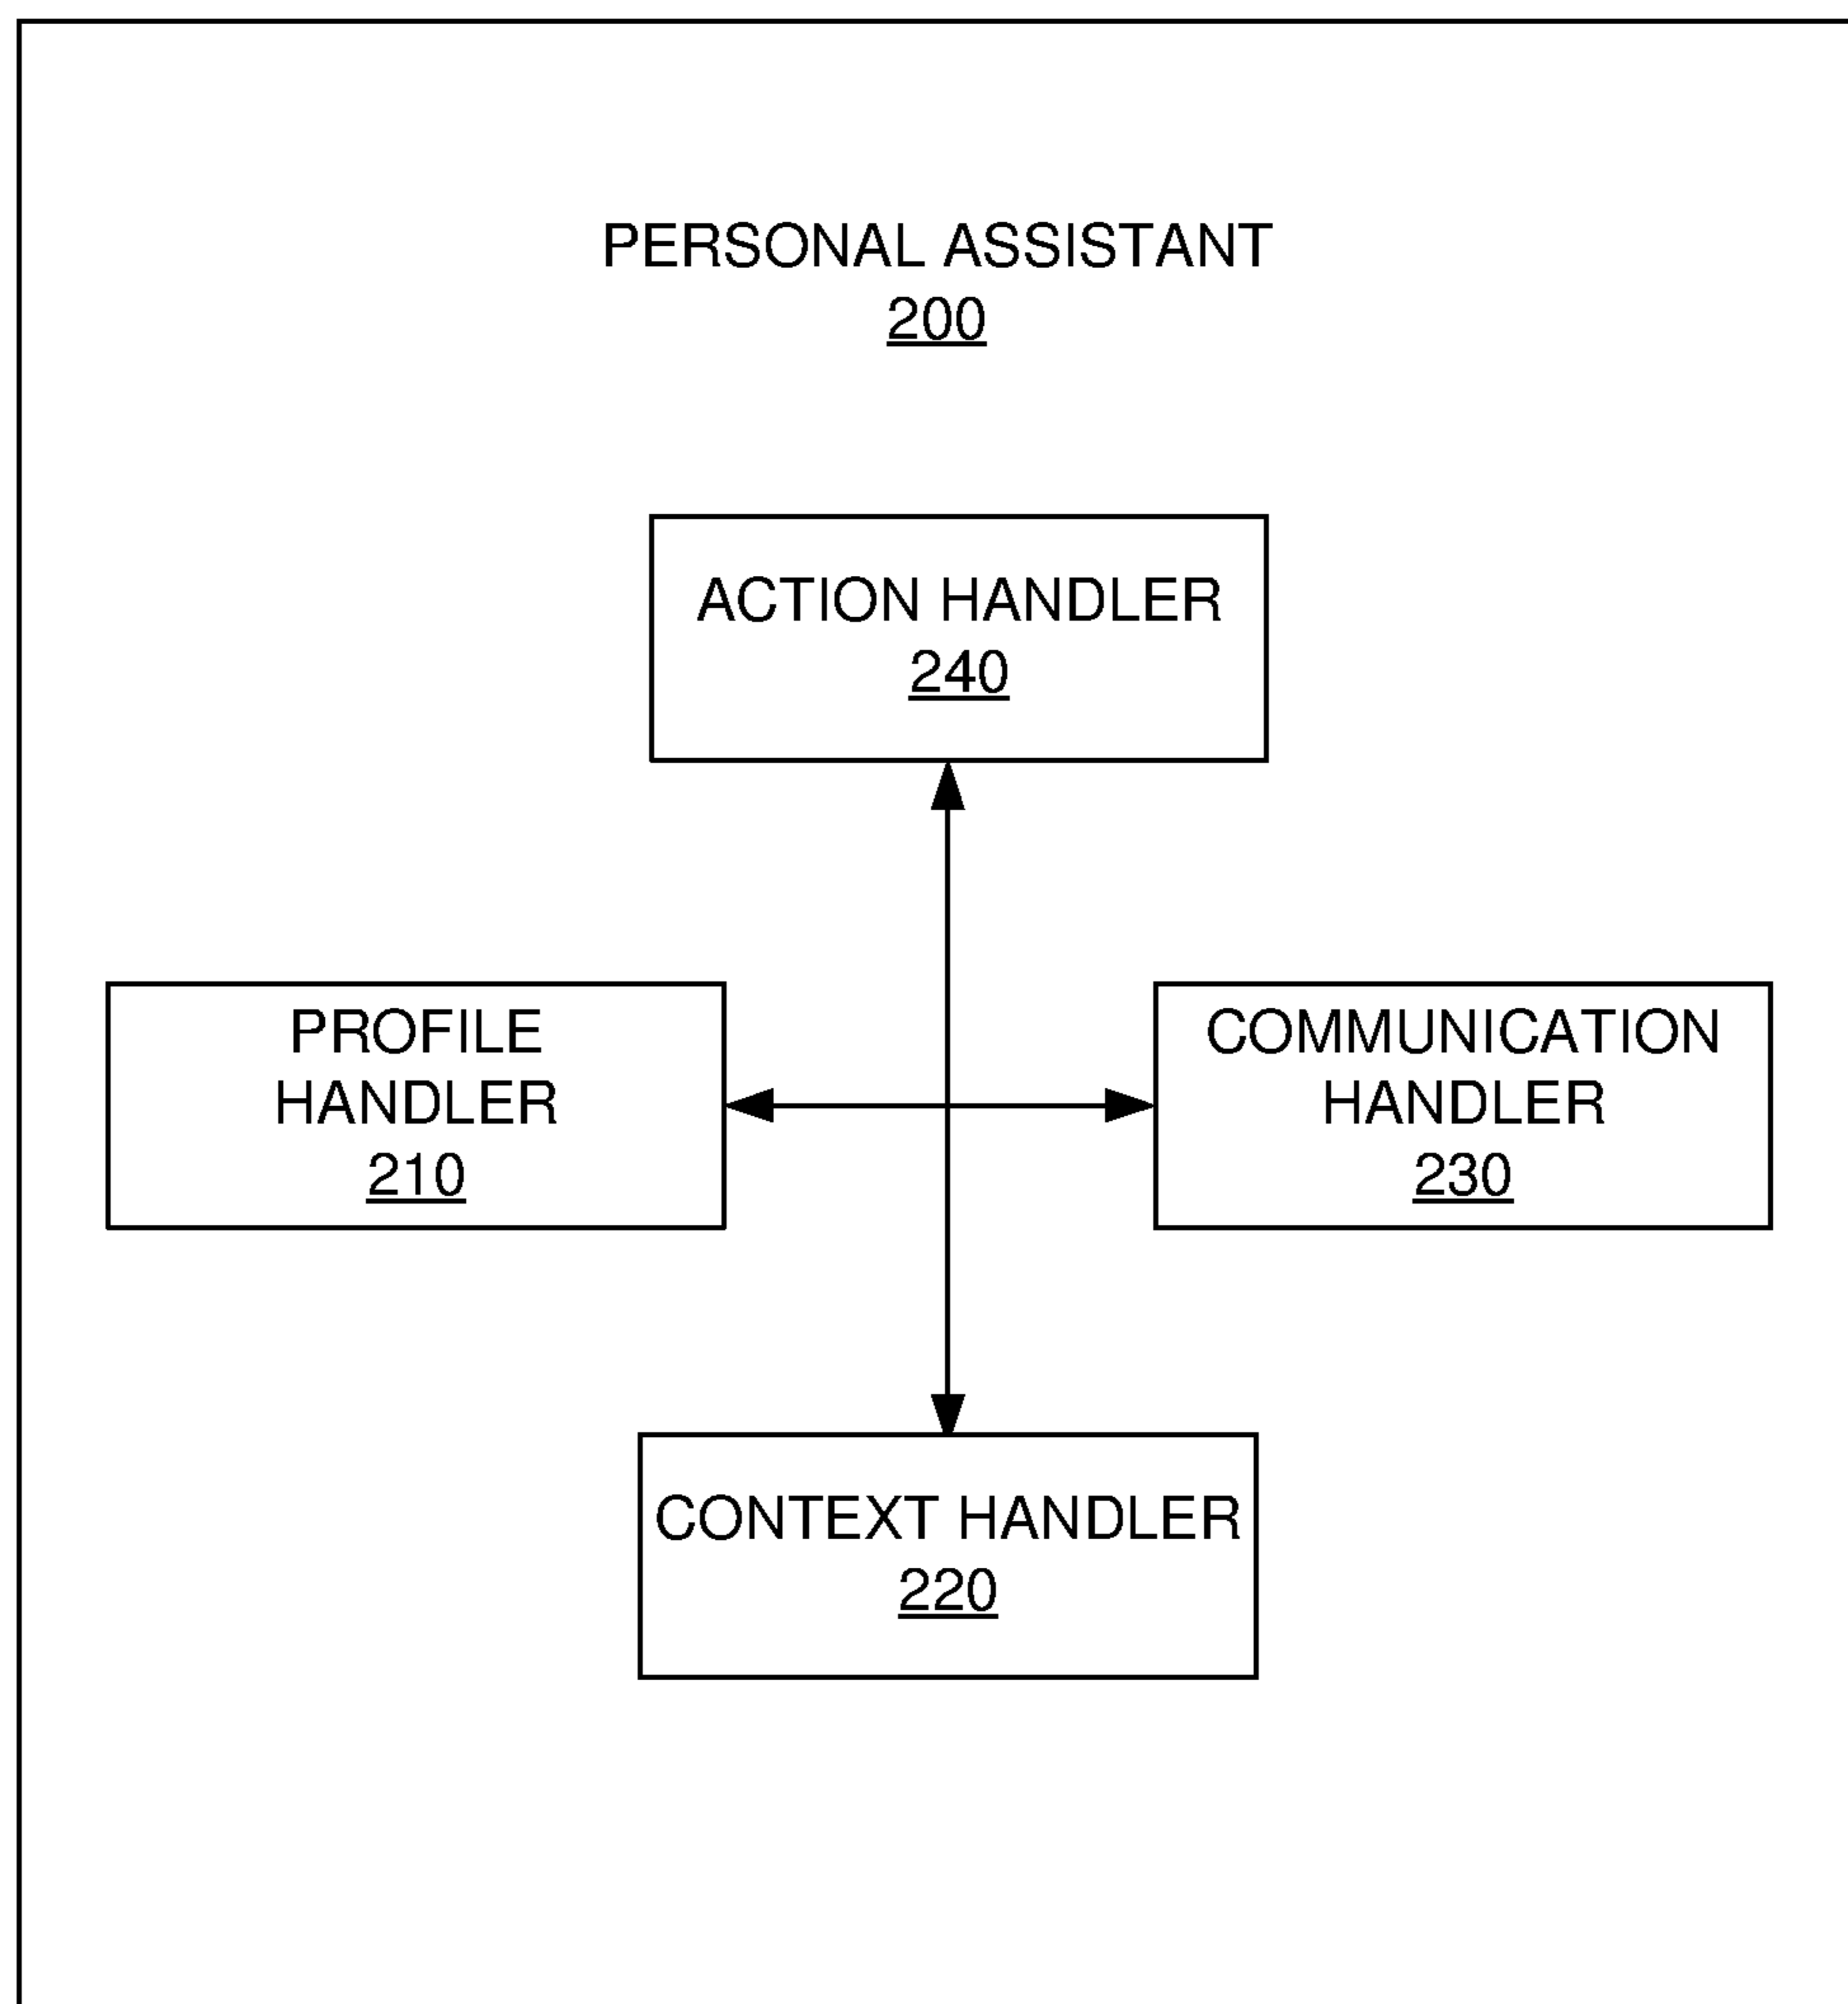 PERSONAL ASSISTANT
200
ACTION HANDLER
240
PROFILE
HANDLER
210
COMMUNICATION
HANDLER
230
CONTEXT HANDLER
220